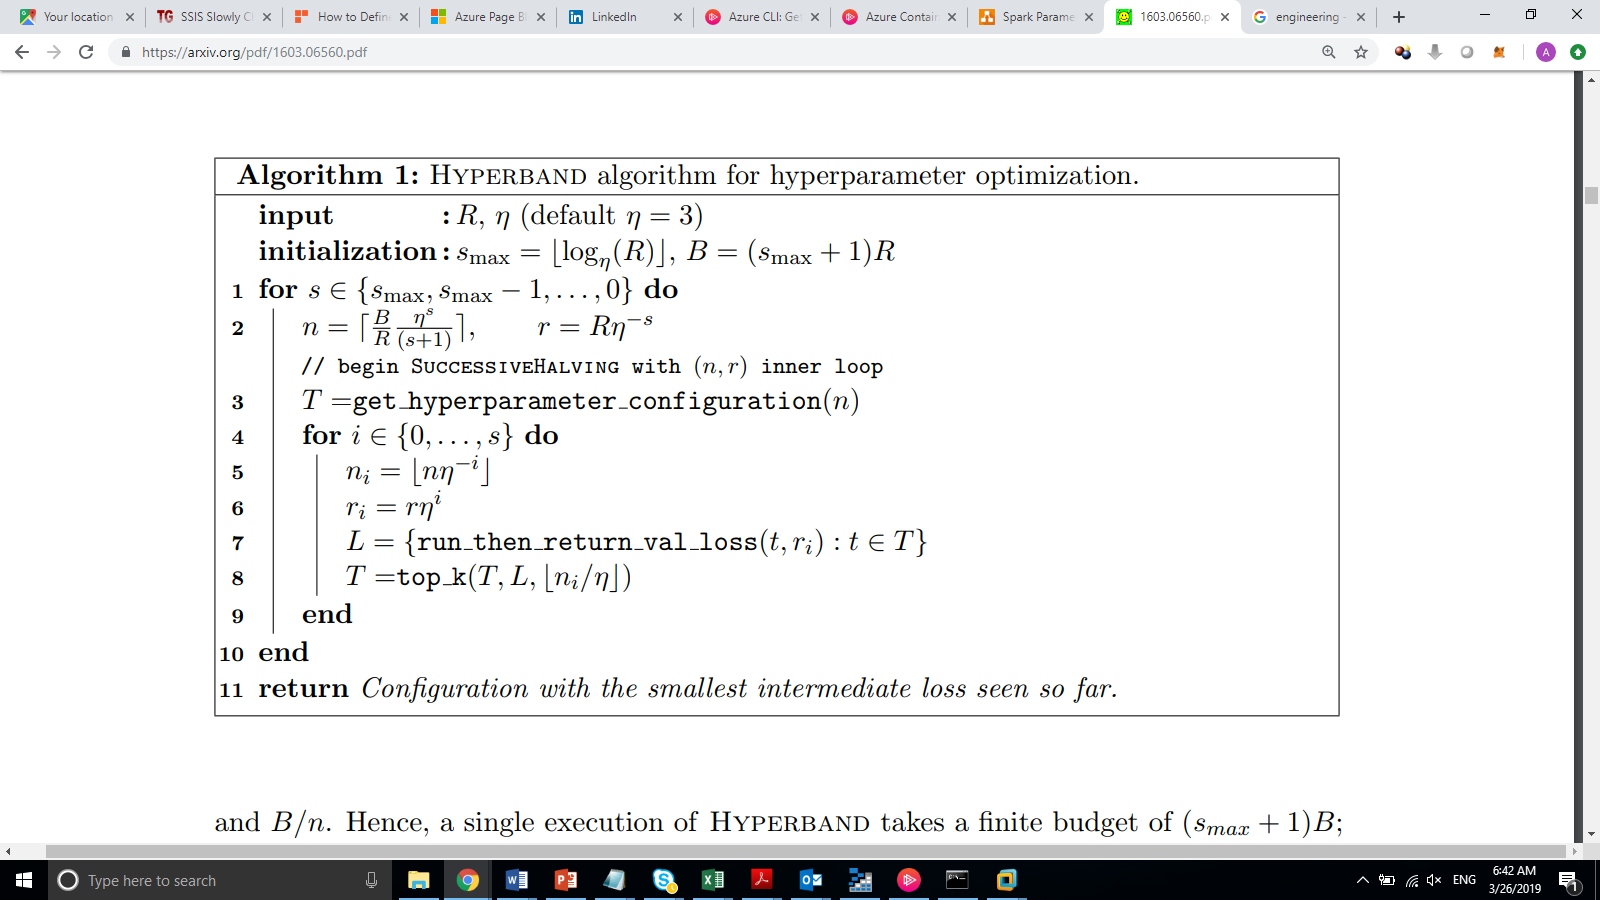 Your location
SSIS Slowly C
How to Defin
Azure Page B
LinkedIn
Azure CLI: Ge
Azure Contai
Spark Parame
1603.06560.p
engineering -
https://arxiv.org/pdf/1603.06560.pdf
Algorithm 1: HYPERBAND algorithm for hyperparameter optimization.
input : R, η (default η = 3)
initialization : s_max = ⌊log_η(R)⌋, B = (s_max + 1)R
1 for s ∈ {s_max, s_max − 1, . . . , 0} do
2 n = ⌈B/R η^s/(s+1)⌉, r = Rη^−s
// begin SUCCESSIVEHALVING with (n, r) inner loop
3 T =get_hyperparameter_configuration(n)
4 for i ∈ {0, . . . , s} do
5 n_i = ⌊nη^−i⌋
6 r_i = rη^i
7 L = {run_then_return_val_loss(t, r_i) : t ∈ T}
8 T =top_k(T, L, ⌊n_i/η⌋)
9 end
10 end
11 return Configuration with the smallest intermediate loss seen so far.
and B/n. Hence, a single execution of HYPERBAND takes a finite budget of (s_max + 1)B;
Type here to search
ENG
6:42 AM
3/26/2019
1